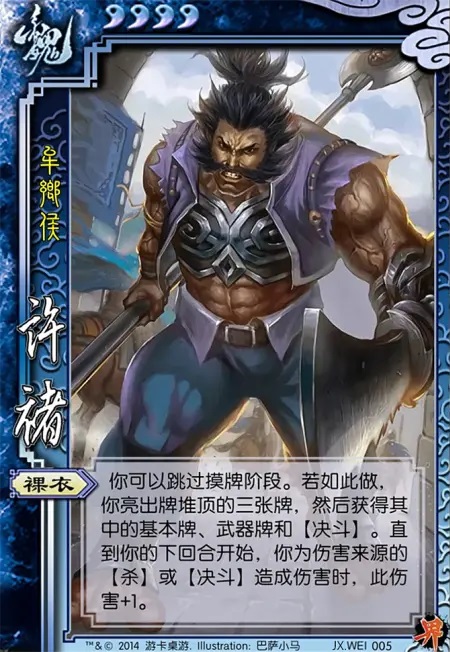 魏
牟鄉侯
许褚
裸衣
你可以跳过摸牌阶段。若如此做，
你亮出牌堆顶的三张牌，然后获得其
中的基本牌、武器牌和【决斗】。直
到你的下回合开始，你为伤害来源的
【杀】或【决斗】造成伤害时，此伤
害+1。
™&© 2014 游卡桌游. Illustration: 巴萨小马 JX.WEI 005
界